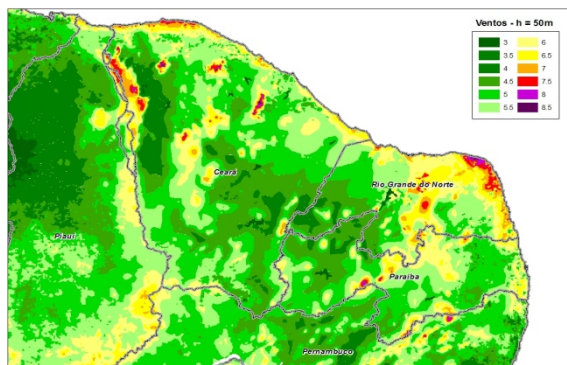 Ventos - h = 50m
3 6
3.5 6.5
4 7
4.5 7.5
5 8
5.5 8.5
Ceará
Rio Grande do Norte
Piauí
Paraíba
Pernambuco